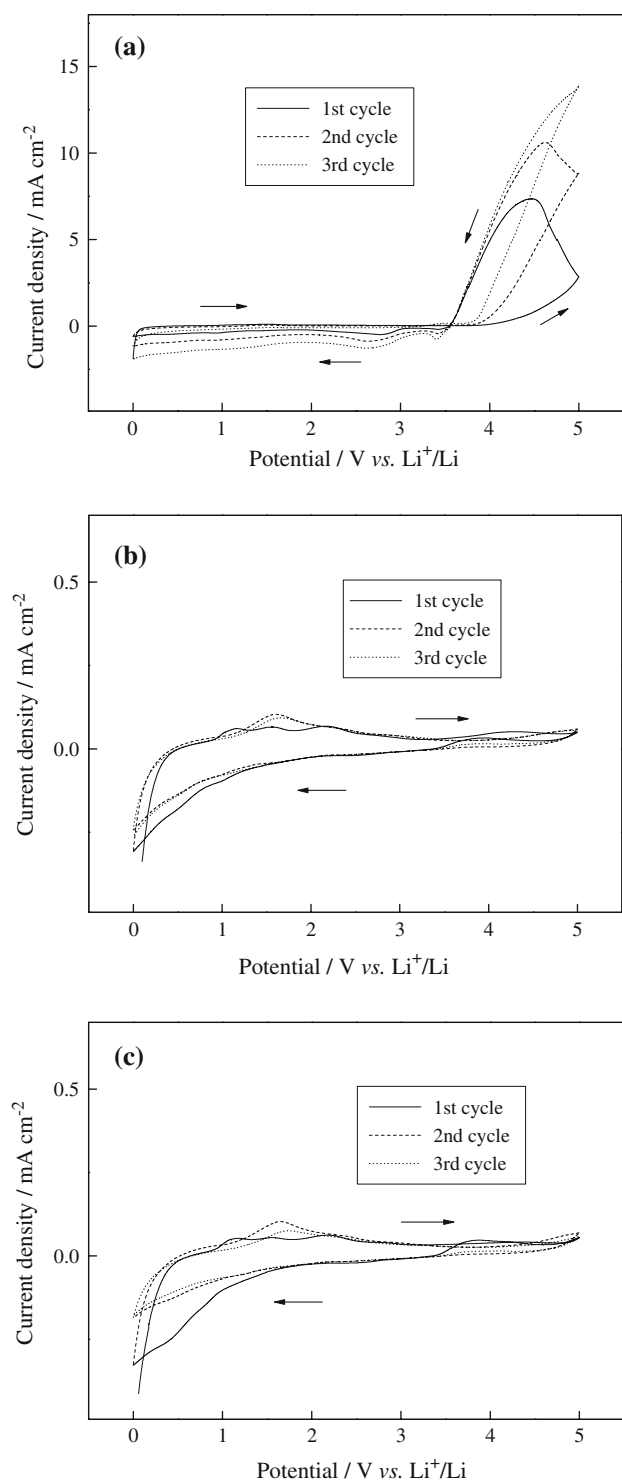 (a)
15
10
5
0
Current density / mA cm⁻²
1st cycle
2nd cycle
3rd cycle
0 1 2 3 4 5
Potential / V vs. Li⁺/Li
(b)
0.5
0.0
Current density / mA cm⁻²
1st cycle
2nd cycle
3rd cycle
0 1 2 3 4 5
Potential / V vs. Li⁺/Li
(c)
0.5
0.0
Current density / mA cm⁻²
1st cycle
2nd cycle
3rd cycle
0 1 2 3 4 5
Potential / V vs. Li⁺/Li